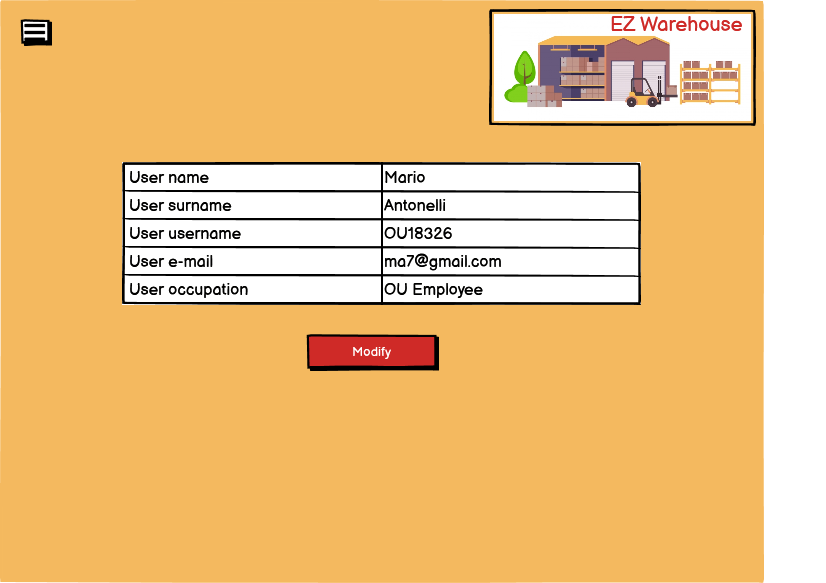 EZ Warehouse
User name Mario
User surname Antonelli
User username OU18326
User e-mail ma7@gmail.com
User occupation OU Employee
Modify